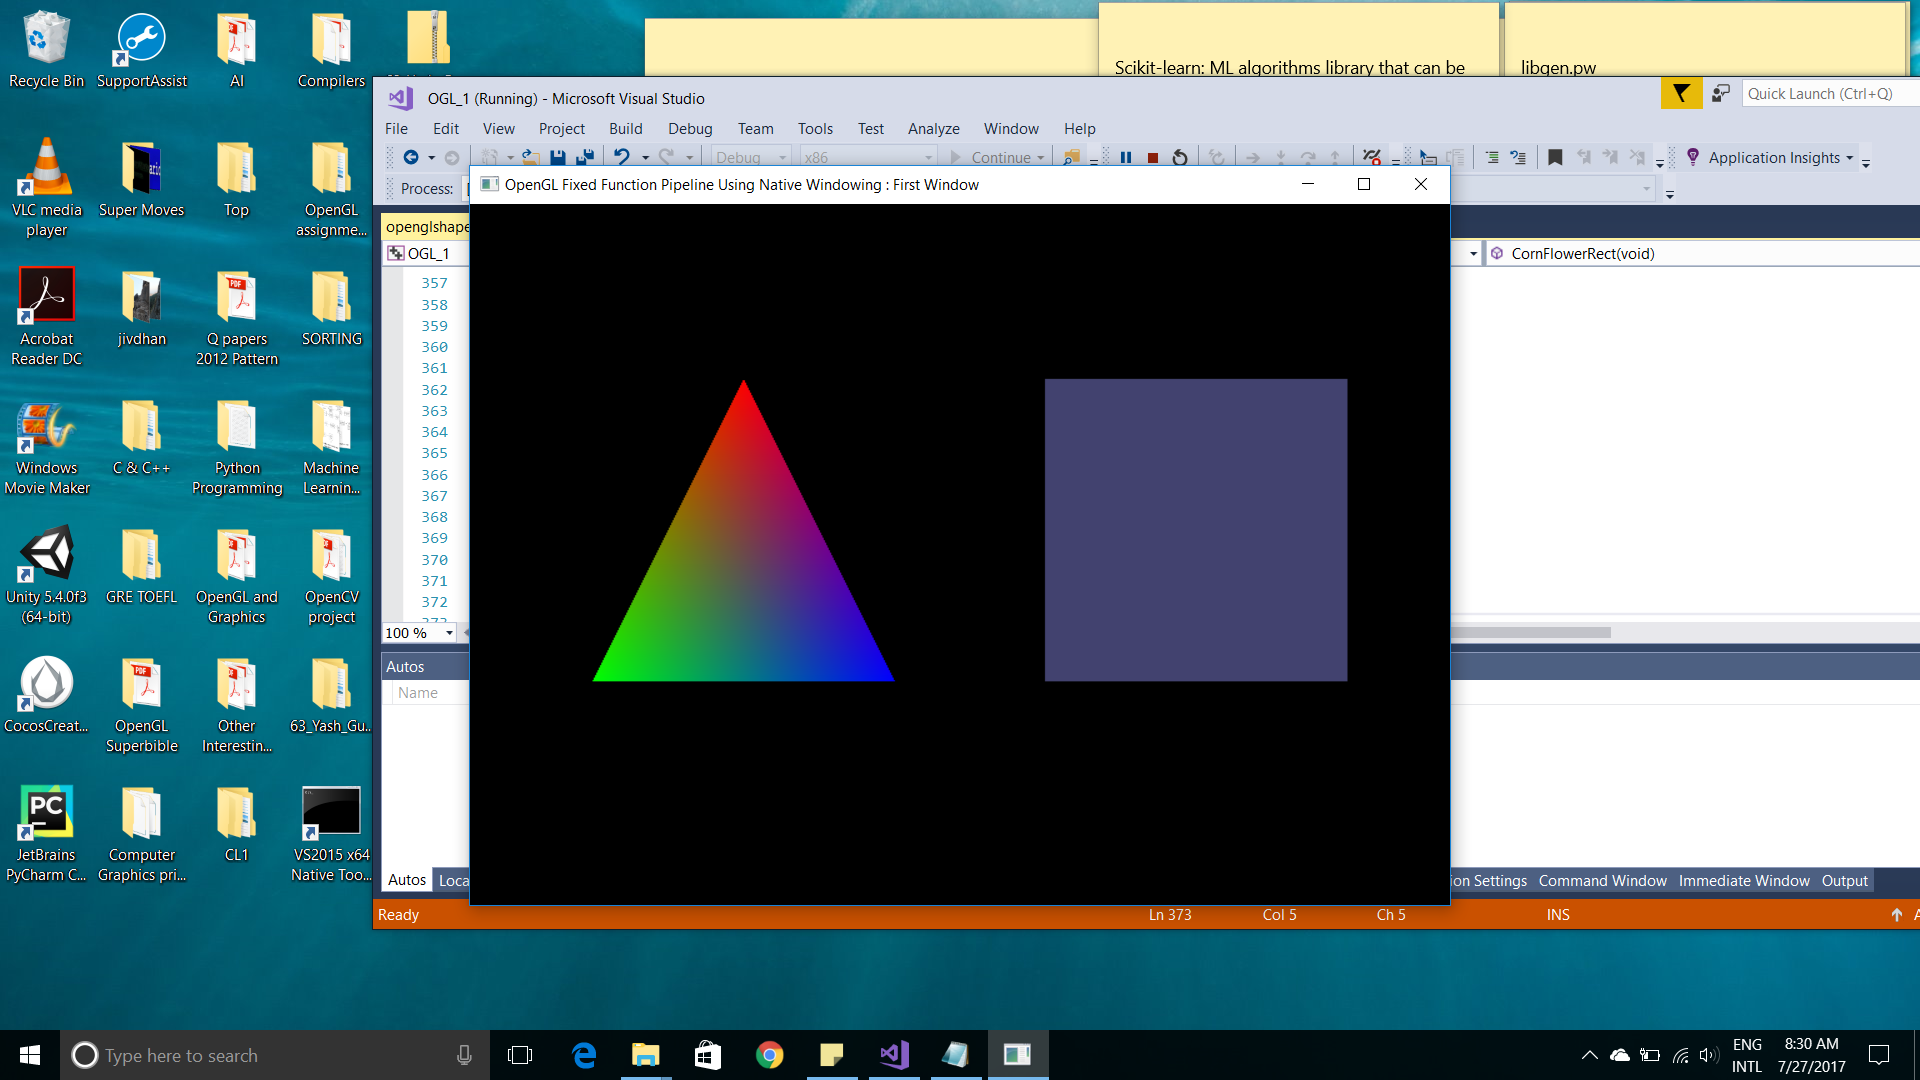 Recycle Bin
SupportAssist
AI
Compilers
VLC media
player
Super Moves
Top
OpenGL
assignme...
Acrobat
Reader DC
jivdhan
Q papers
2012 Pattern
SORTING
Windows
Movie Maker
C & C++
Python
Programming
Machine
Learnin...
Unity 5.4.0f3
(64-bit)
GRE TOEFL
OpenGL and
Graphics
OpenCV
project
CocosCreat...
OpenGL
Superbible
Other
Interestin...
63_Yash_Gu...
JetBrains
PyCharm C...
Computer
Graphics pri...
CL1
VS2015 x64
Native Too...
Scikit-learn: ML algorithms library that can be
libgen.pw
OGL_1 (Running) - Microsoft Visual Studio
Quick Launch (Ctrl+Q)
File Edit View Project Build Debug Team Tools Test Analyze Window Help
Debug x86 Continue Application Insights
Process:
OpenGL Fixed Function Pipeline Using Native Windowing : First Window
openglshape
OGL_1
CornFlowerRect(void)
357
358
359
360
361
362
363
364
365
366
367
368
369
370
371
372
373
100 %
Autos
Name
Autos Loca
ion Settings Command Window Immediate Window Output
Ready Ln 373 Col 5 Ch 5 INS
Type here to search
ENG
INTL
8:30 AM
7/27/2017